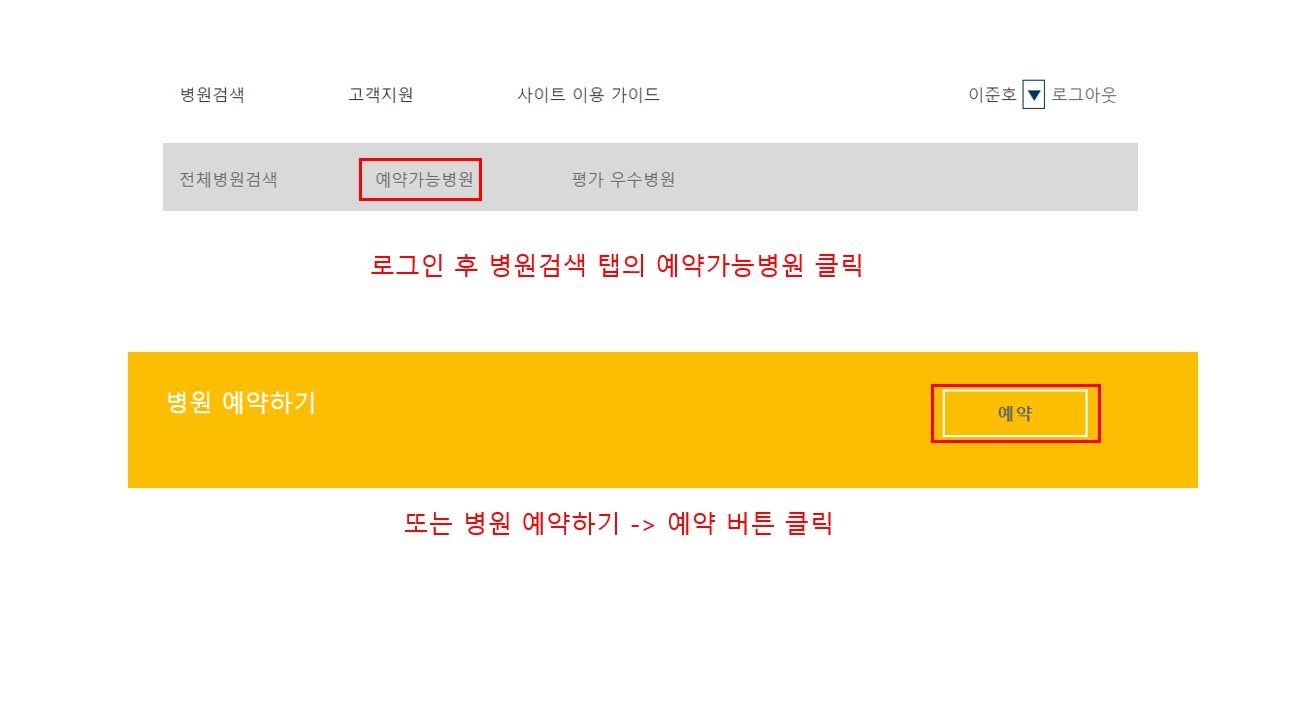 병원검색 고객지원 사이트 이용 가이드 이준호 ▼ 로그아웃
전체병원검색 예약가능병원 평가 우수병원
로그인 후 병원검색 탭의 예약가능병원 클릭
병원 예약하기 예약
또는 병원 예약하기 -> 예약 버튼 클릭